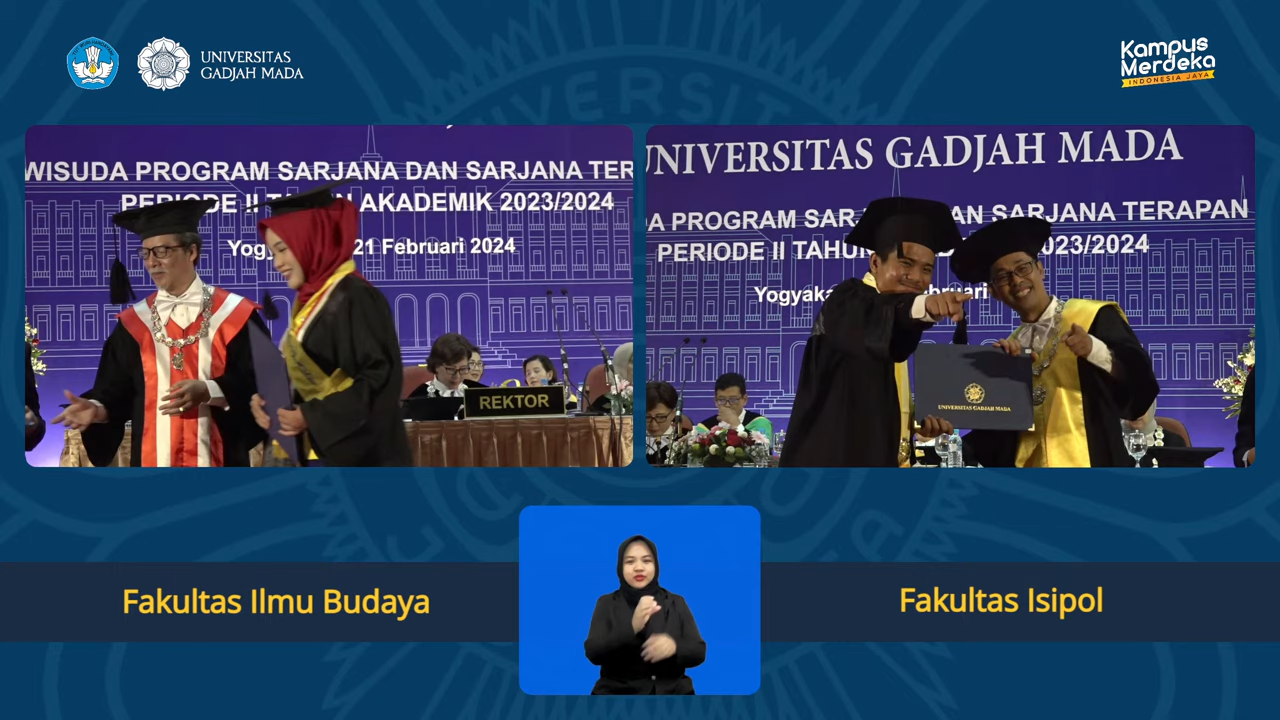 UNIVERSITAS
GADJAH MADA
Kampus
Merdeka
INDONESIA JAYA
WISUDA PROGRAM SARJANA DAN SARJANA TER
PERIODE II AKADEMIK 2023/2024
21 Februari 2024
REKTOR
UNIVERSITAS GADJAH MADA
PROGRAM SARJANA TERAPAN
PERIODE II 2023/2024
UNIVERSITAS GADJAH MADA
Fakultas Ilmu Budaya
Fakultas Isipol